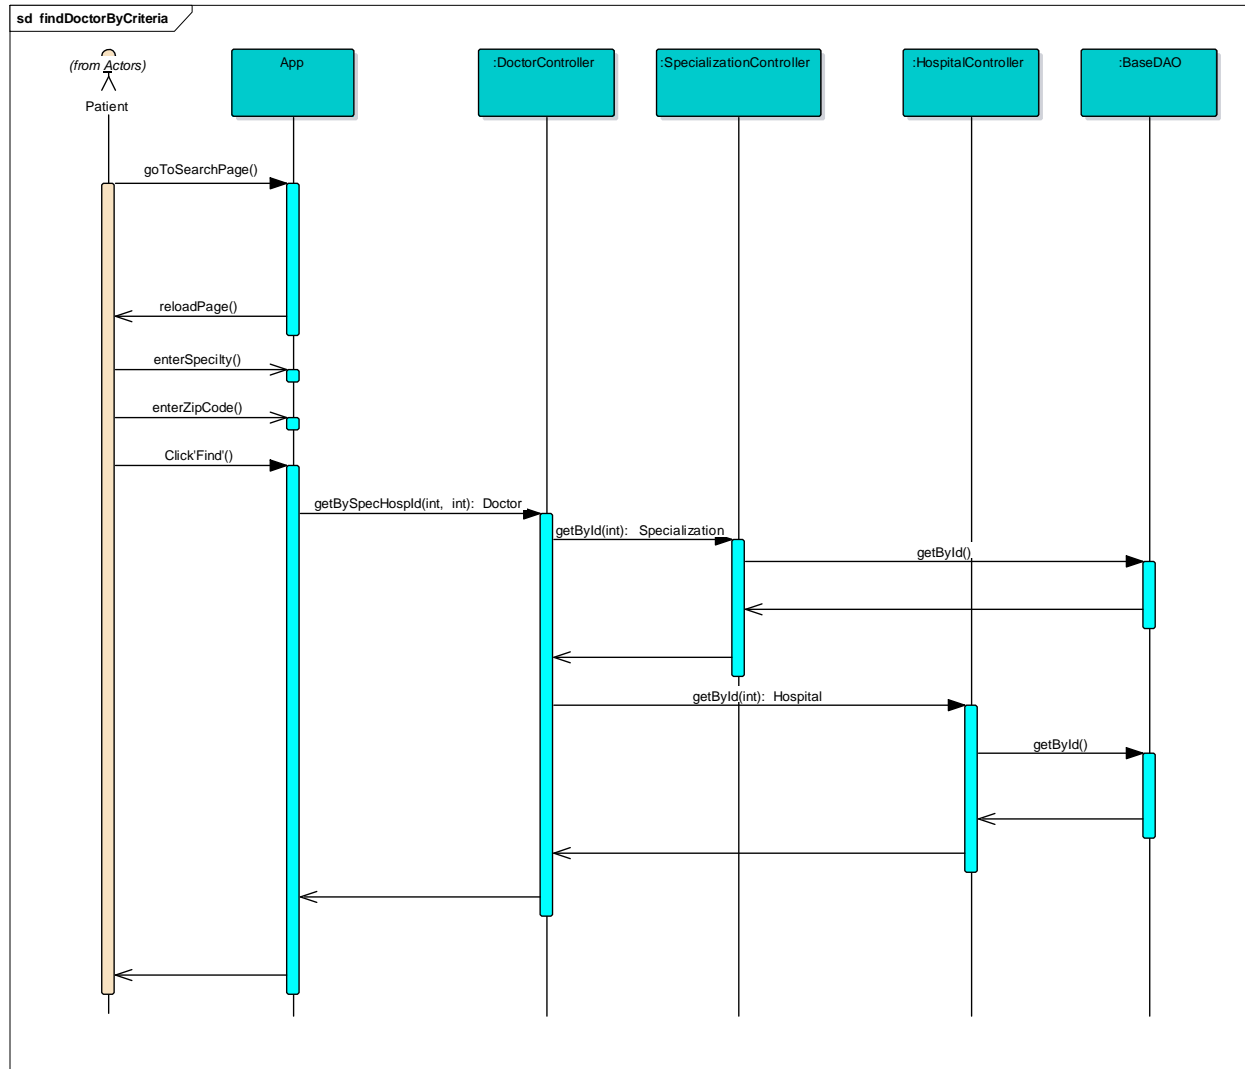 sd findDoctorByCriteria
(from Actors)
Patient
App
:DoctorController
:SpecializationController
:HospitalController
:BaseDAO
goToSearchPage()
reloadPage()
enterSpecilty()
enterZipCode()
Click'Find'()
getBySpecHospId(int, int): Doctor
getById(int): Specialization
getById()
getById(int): Hospital
getById()